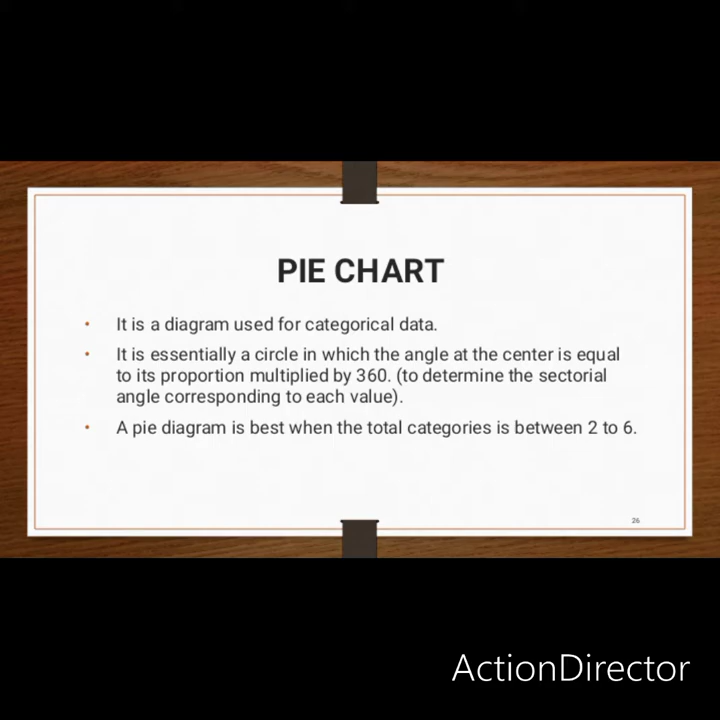 PIE CHART
• It is a diagram used for categorical data.
• It is essentially a circle in which the angle at the center is equal
to its proportion multiplied by 360. (to determine the sectorial
angle corresponding to each value).
• A pie diagram is best when the total categories is between 2 to 6.
26
ActionDirector